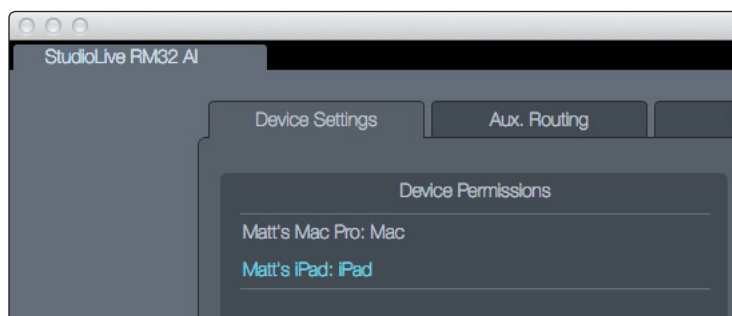 StudioLive RM32 AI
Device Settings
Aux. Routing
Device Permissions
Matt's Mac Pro: Mac
Matt's iPad: iPad